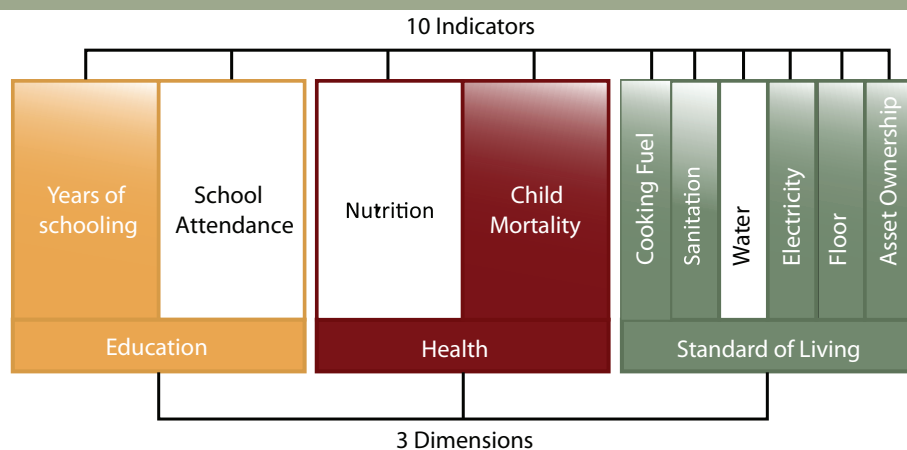 10 Indicators
Years of
schooling
School
Attendance
Nutrition
Child
Mortality
Cooking Fuel
Sanitation
Water
Electricity
Floor
Asset Ownership
Education
Health
Standard of Living
3 Dimensions